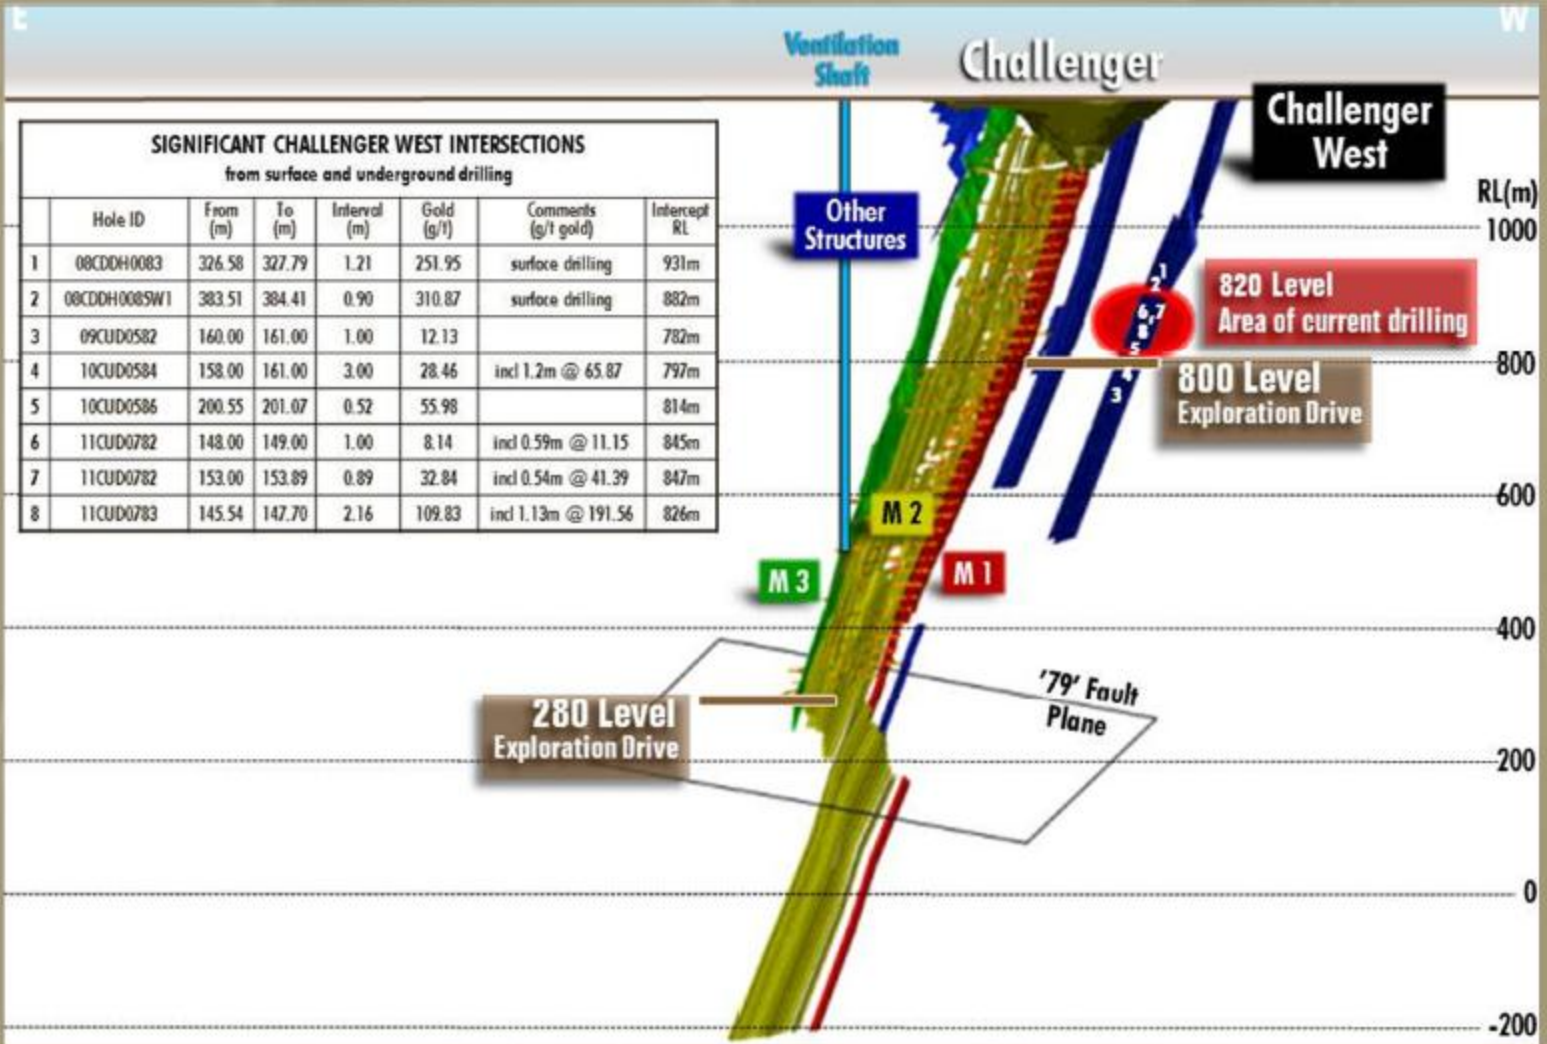 E
W
Ventilation
Shaft
Challenger
Challenger
West
SIGNIFICANT CHALLENGER WEST INTERSECTIONS
from surface and underground drilling
Hole ID From (m) To (m) Interval (m) Gold (g/t) Comments (g/t gold) Intercept RL
1 08CDDH0083 326.58 327.79 1.21 251.95 surface drilling 931m
2 08CDDH0085W1 383.51 384.41 0.90 310.87 surface drilling 882m
3 09CUD0582 160.00 161.00 1.00 12.13 782m
4 10CUD0584 158.00 161.00 3.00 28.46 incl 1.2m @ 65.87 797m
5 10CUD0586 200.55 201.07 0.52 55.98 814m
6 11CUD0782 148.00 149.00 1.00 8.14 incl 0.59m @ 11.15 845m
7 11CUD0782 153.00 153.89 0.89 32.84 incl 0.54m @ 41.39 847m
8 11CUD0783 145.54 147.70 2.16 109.83 incl 1.13m @ 191.56 826m
Other
Structures
RL(m)
1000
1
2
6,7
8
5
4
3
820 Level
Area of current drilling
800
800 Level
Exploration Drive
600
M 2
M 3
M 1
400
'79' Fault
Plane
280 Level
Exploration Drive
200
0
-200